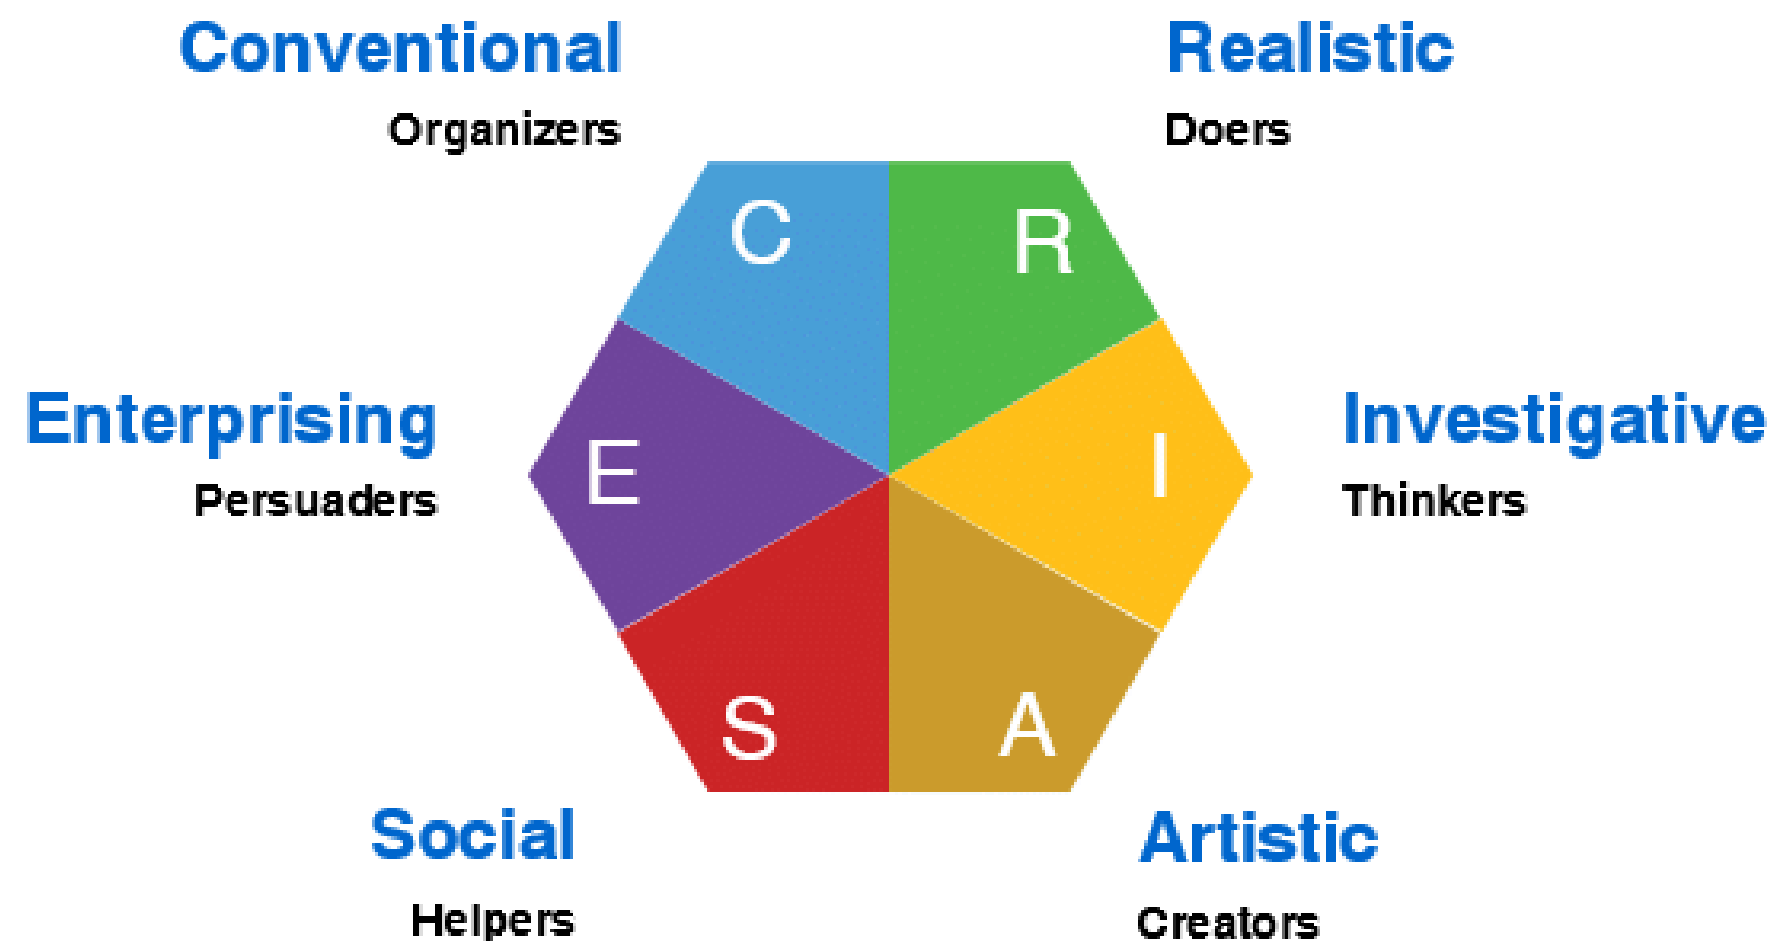 Conventional
Organizers
Realistic
Doers
C
R
Enterprising
Persuaders
E
I
Investigative
Thinkers
S
A
Social
Helpers
Artistic
Creators